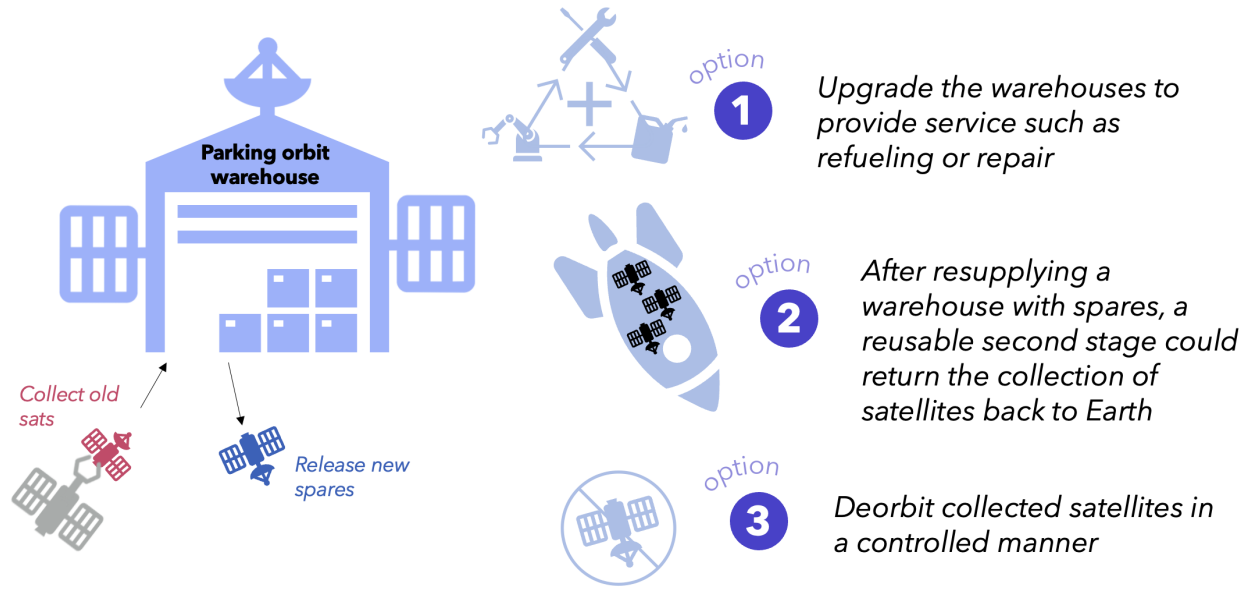 Parking orbit
warehouse
Collect old
sats
Release new
spares
option
1
Upgrade the warehouses to
provide service such as
refueling or repair
option
2
After resupplying a
warehouse with spares, a
reusable second stage could
return the collection of
satellites back to Earth
option
3
Deorbit collected satellites in
a controlled manner